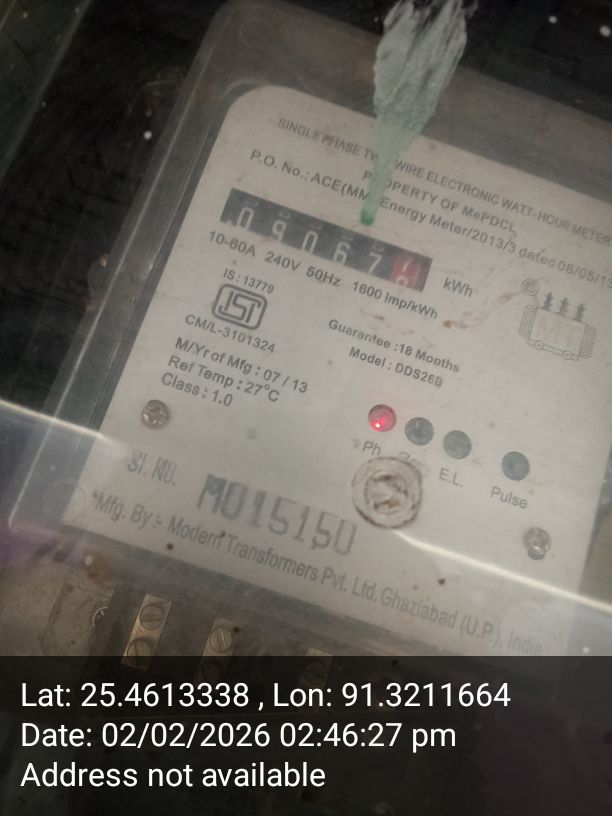 SINGLE PHASE TWO WIRE ELECTRONIC WATT-HOUR METER
PROPERTY OF MePDCL
P.O. No.: ACE(MM) Energy Meter/2013/3 dated 08/05/13
09067
kWh
10-60A 240V 50Hz 1600 Imp/kWh
IS : 13779
ISI
CM/L-3101324
Guarantee :18 Months
Model : DDS26B
M/Yr of Mfg : 07 / 13
Ref Temp : 27°C
Class : 1.0
Ph
E.L.
Pulse
Sl. No.
M015150
Mfg. By :- Modern Transformers Pvt. Ltd. Ghaziabad (U.P.), India
Lat: 25.4613338 , Lon: 91.3211664
Date: 02/02/2026 02:46:27 pm
Address not available